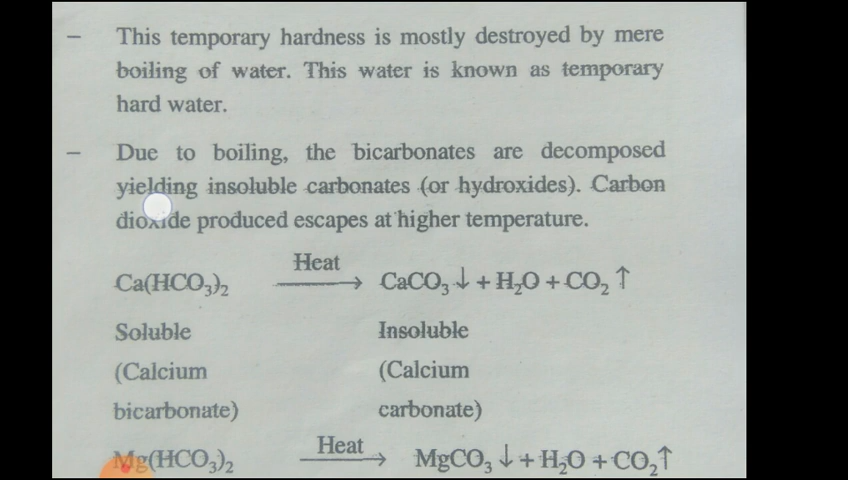 – This temporary hardness is mostly destroyed by mere
boiling of water. This water is known as temporary
hard water.
– Due to boiling, the bicarbonates are decomposed
yielding insoluble carbonates (or hydroxides). Carbon
dioxide produced escapes at higher temperature.
Heat
Ca(HCO₃)₂ ⟶ CaCO₃↓ + H₂O + CO₂↑
Soluble Insoluble
(Calcium (Calcium
bicarbonate) carbonate)
Heat
Mg(HCO₃)₂ ⟶ MgCO₃↓ + H₂O + CO₂↑